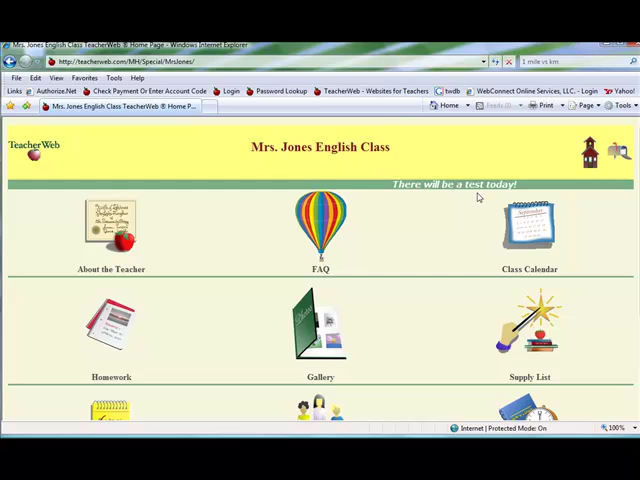 Mrs. Jones English Class TeacherWeb ® Home Page - Windows Internet Explorer
http://teacherweb.com/MH/Special/MrsJones/
1 mile vs km
File Edit View Favorites Tools Help
Links Authorize.Net Check Payment Or Enter Account Code Login Password Lookup TeacherWeb - Websites for Teachers twdb WebConnect Online Services, LLC. - Login Yahoo!
Mrs. Jones English Class TeacherWeb ® Home P... Home Feeds (0) Print Page Tools
TeacherWeb
Mrs. Jones English Class
There will be a test today!
September
About the Teacher FAQ Class Calendar
Photos
Homework Gallery Supply List
Internet | Protected Mode: On 100%